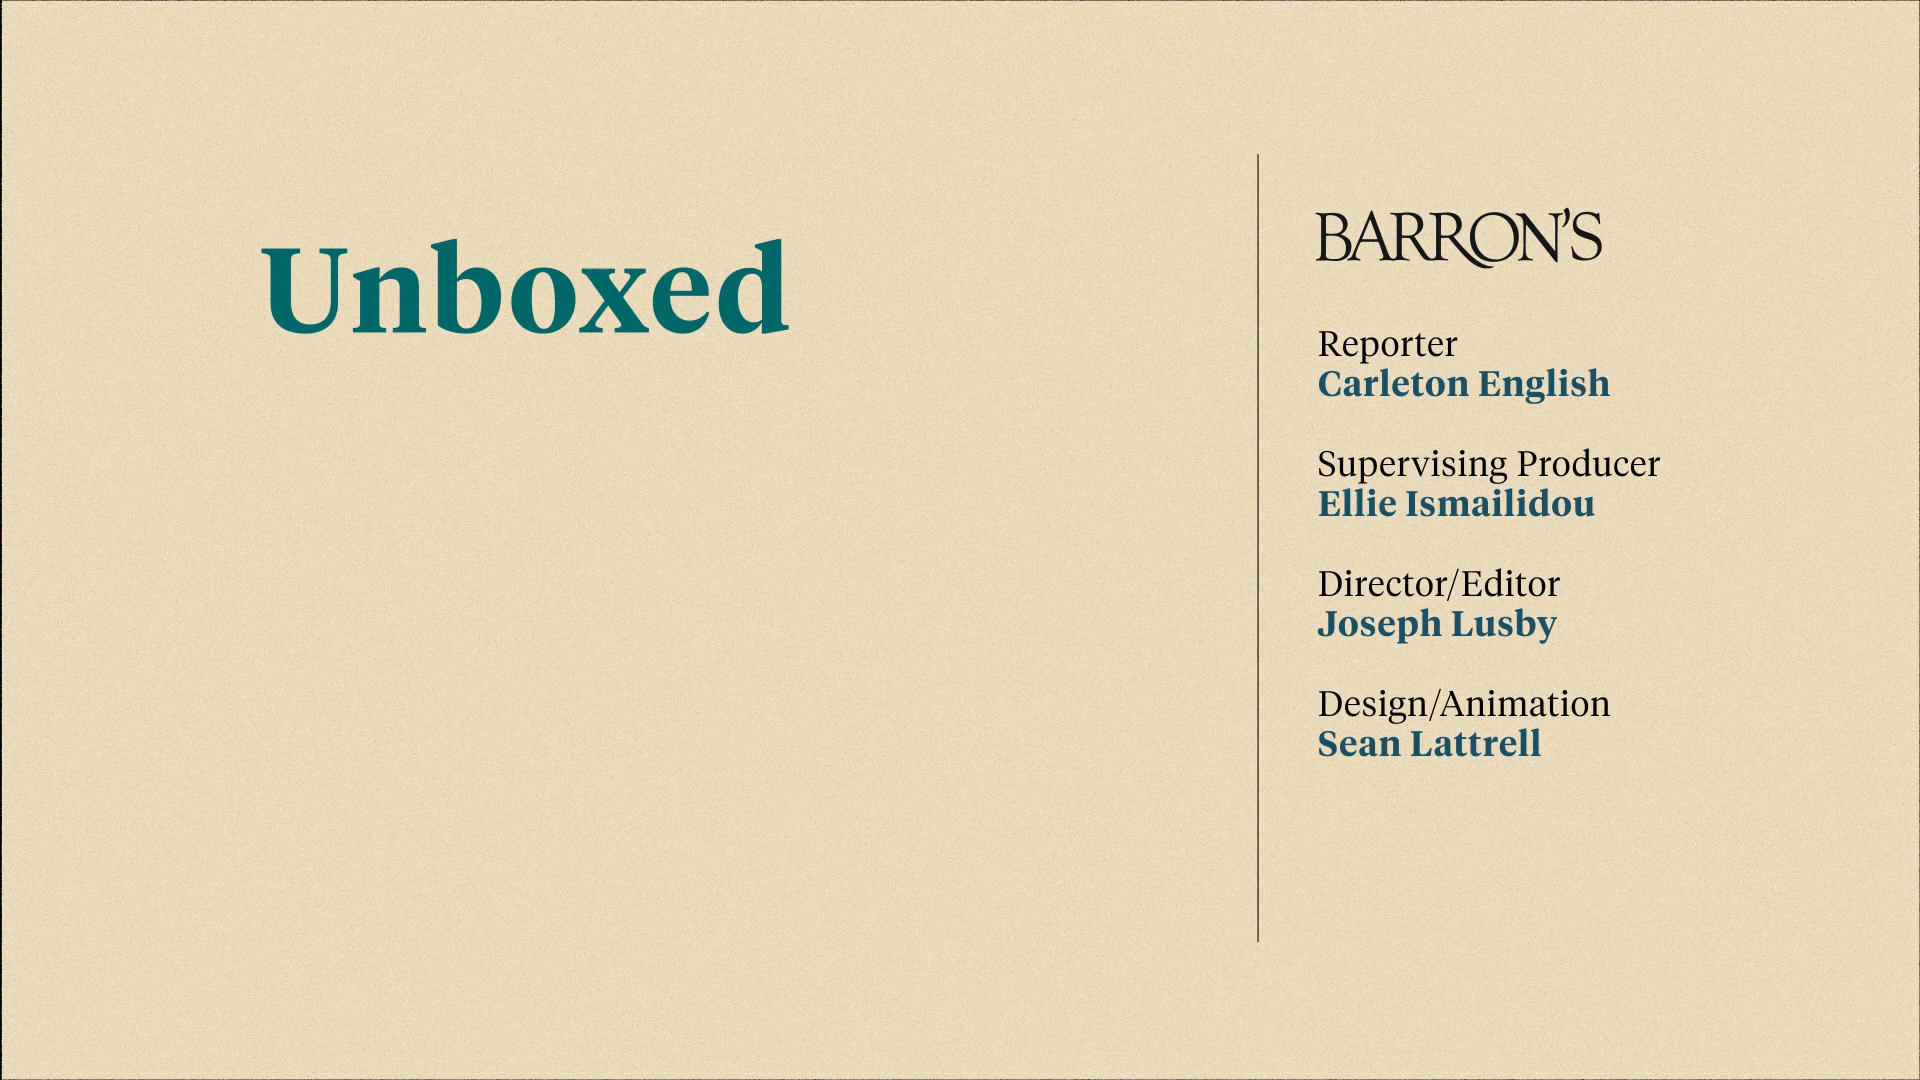 Unboxed
BARRON'S
Reporter
Carleton English
Supervising Producer
Ellie Ismailidou
Director/Editor
Joseph Lusby
Design/Animation
Sean Lattrell